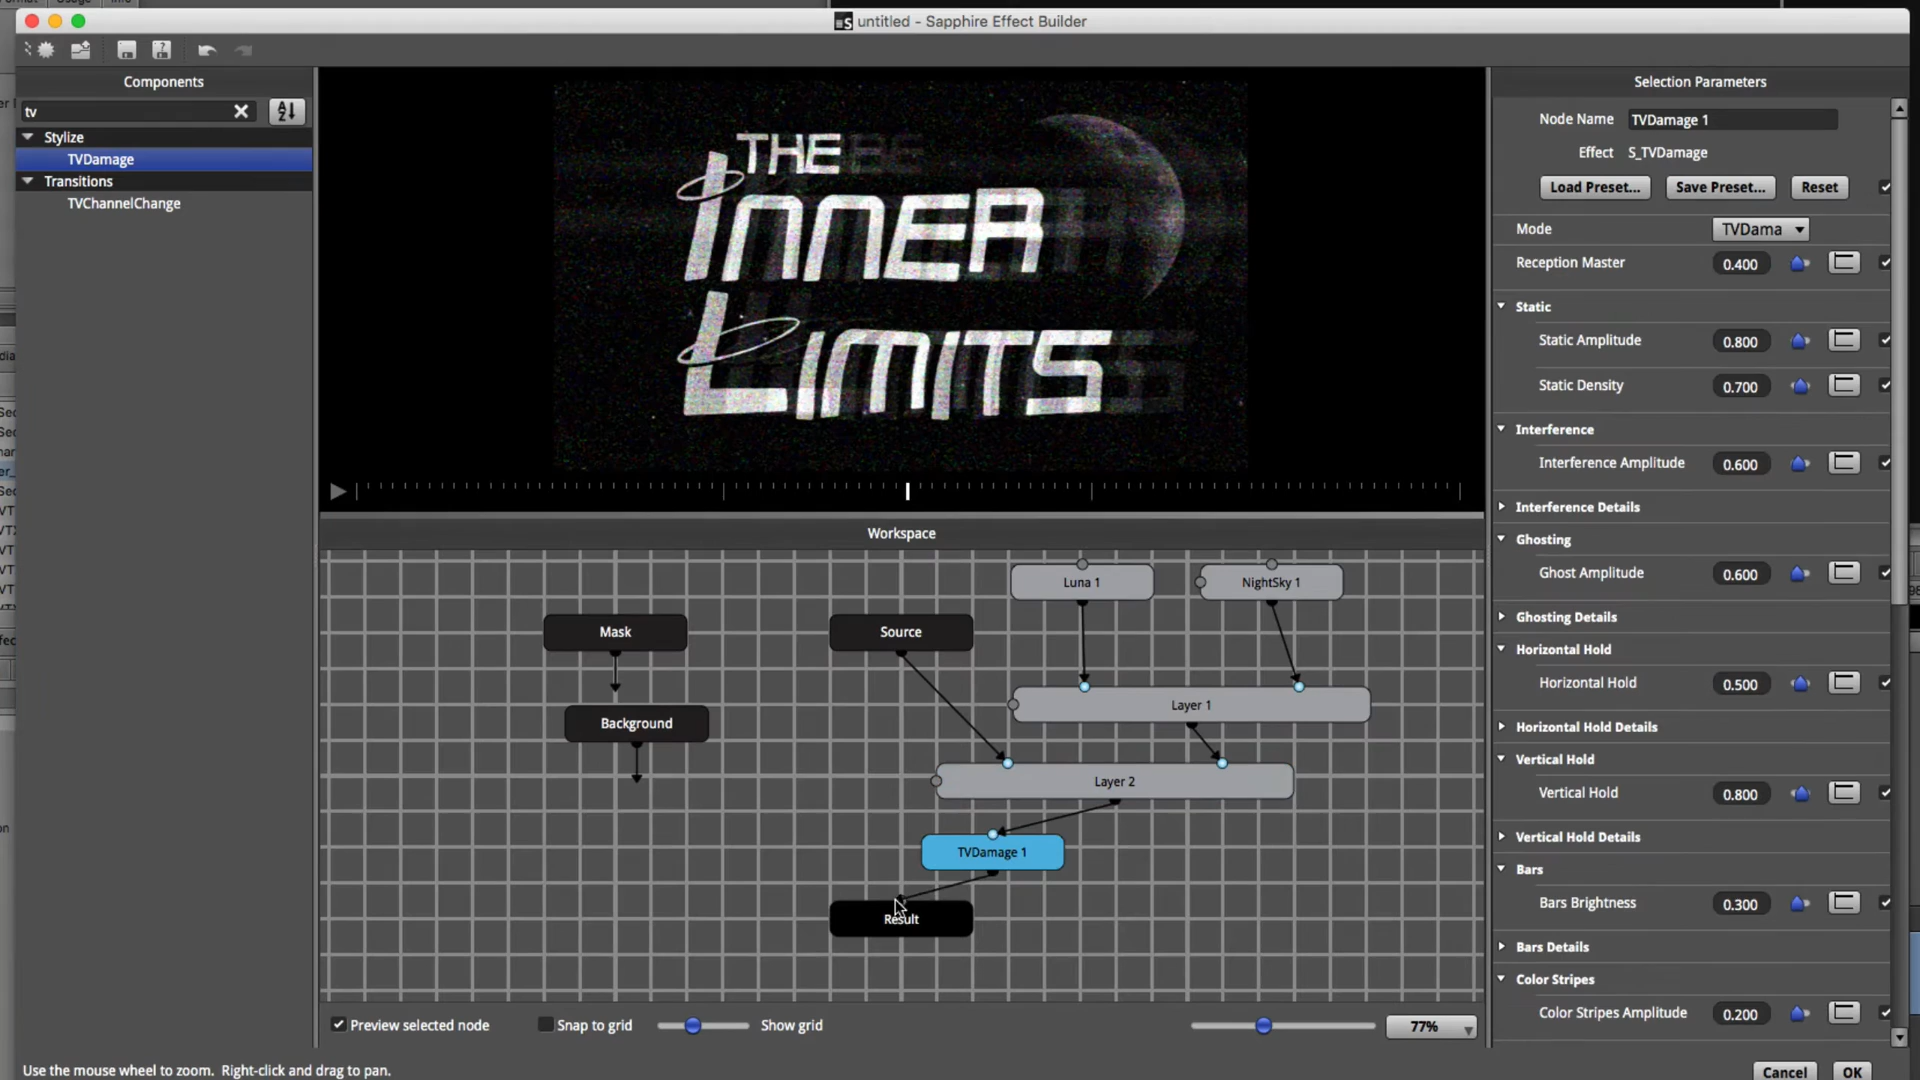 untitled - Sapphire Effect Builder
Components
tv
Stylize
TVDamage
Transitions
TVChannelChange
THE
INNER
LIMITS
Workspace
Luna 1
NightSky 1
Mask
Source
Background
Layer 1
Layer 2
TVDamage 1
Result
Preview selected node
Snap to grid
Show grid
77%
Use the mouse wheel to zoom. Right-click and drag to pan.
Selection Parameters
Node Name TVDamage 1
Effect S_TVDamage
Load Preset... Save Preset... Reset
Mode TVDama
Reception Master 0.400
Static
Static Amplitude 0.800
Static Density 0.700
Interference
Interference Amplitude 0.600
Interference Details
Ghosting
Ghost Amplitude 0.600
Ghosting Details
Horizontal Hold
Horizontal Hold 0.500
Horizontal Hold Details
Vertical Hold
Vertical Hold 0.800
Vertical Hold Details
Bars
Bars Brightness 0.300
Bars Details
Color Stripes
Color Stripes Amplitude 0.200
Cancel OK